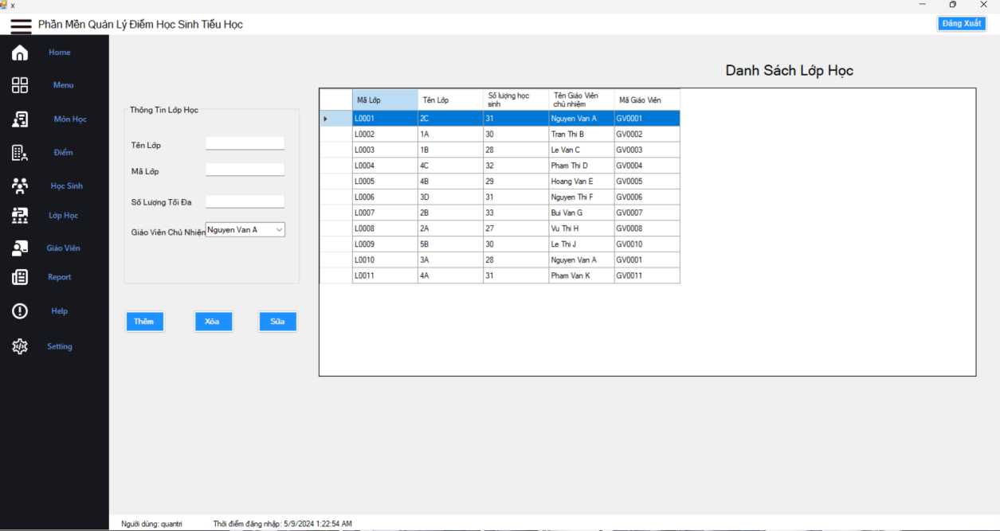 x
Phần Mền Quản Lý Điểm Học Sinh Tiểu Học
Đăng Xuất
Home
Menu
Môn Học
Điểm
Học Sinh
Lớp Học
Giáo Viên
Report
Help
Setting
Thông Tin Lớp Học
Tên Lớp
Mã Lớp
Số Lượng Tối Đa
Giáo Viên Chủ Nhiện Nguyen Van A
Thêm Xóa Sửa
Danh Sách Lớp Học
Mã Lớp Tên Lớp Số lượng học sinh Tên Giáo Viên chủ nhiệm Mã Giáo Viên
L0001 2C 31 Nguyen Van A GV0001
L0002 1A 30 Tran Thi B GV0002
L0003 1B 28 Le Van C GV0003
L0004 4C 32 Pham Thi D GV0004
L0005 4B 29 Hoang Van E GV0005
L0006 3D 31 Nguyen Thi F GV0006
L0007 2B 33 Bui Van G GV0007
L0008 2A 27 Vu Thi H GV0008
L0009 5B 30 Le Thi J GV0010
L0010 3A 28 Nguyen Van A GV0001
L0011 4A 31 Pham Van K GV0011
Người dùng: quantri Thời điểm đăng nhập: 5/9/2024 1:22:54 AM